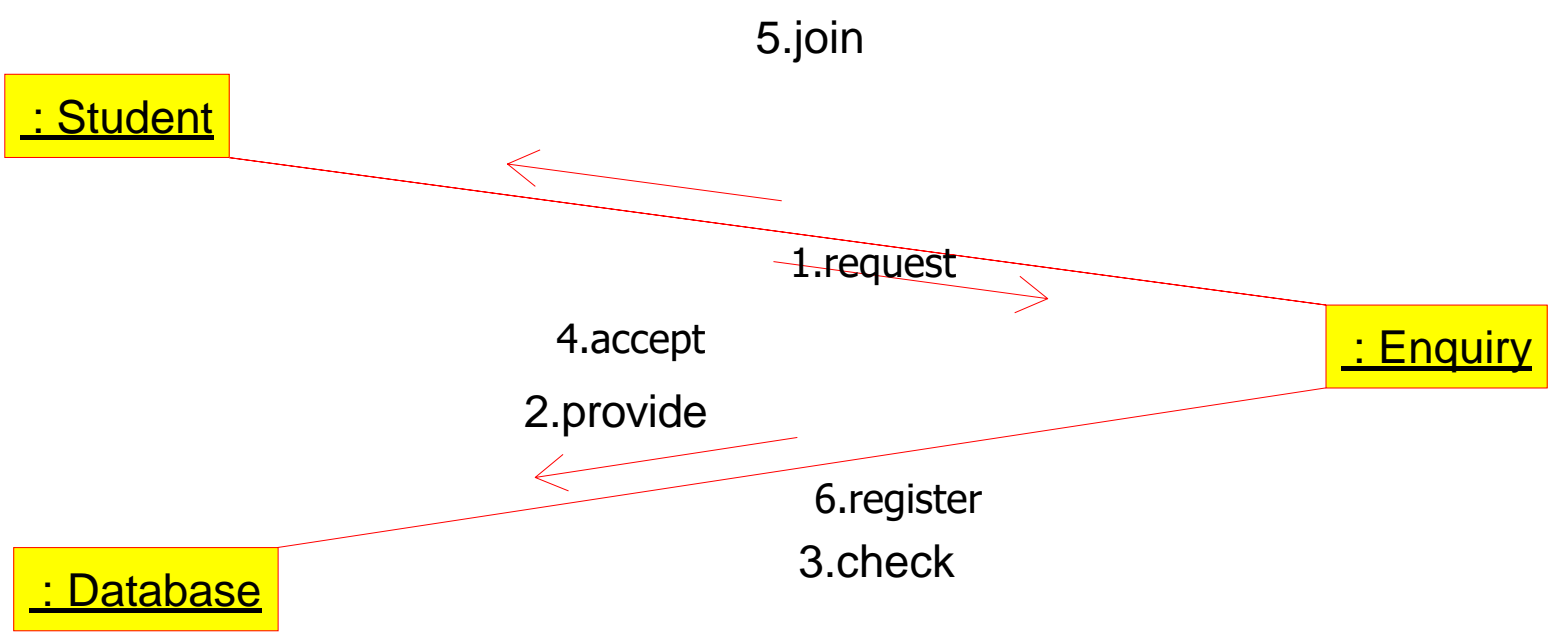 5.join
: Student
1.request
4.accept
: Enquiry
2.provide
6.register
3.check
: Database